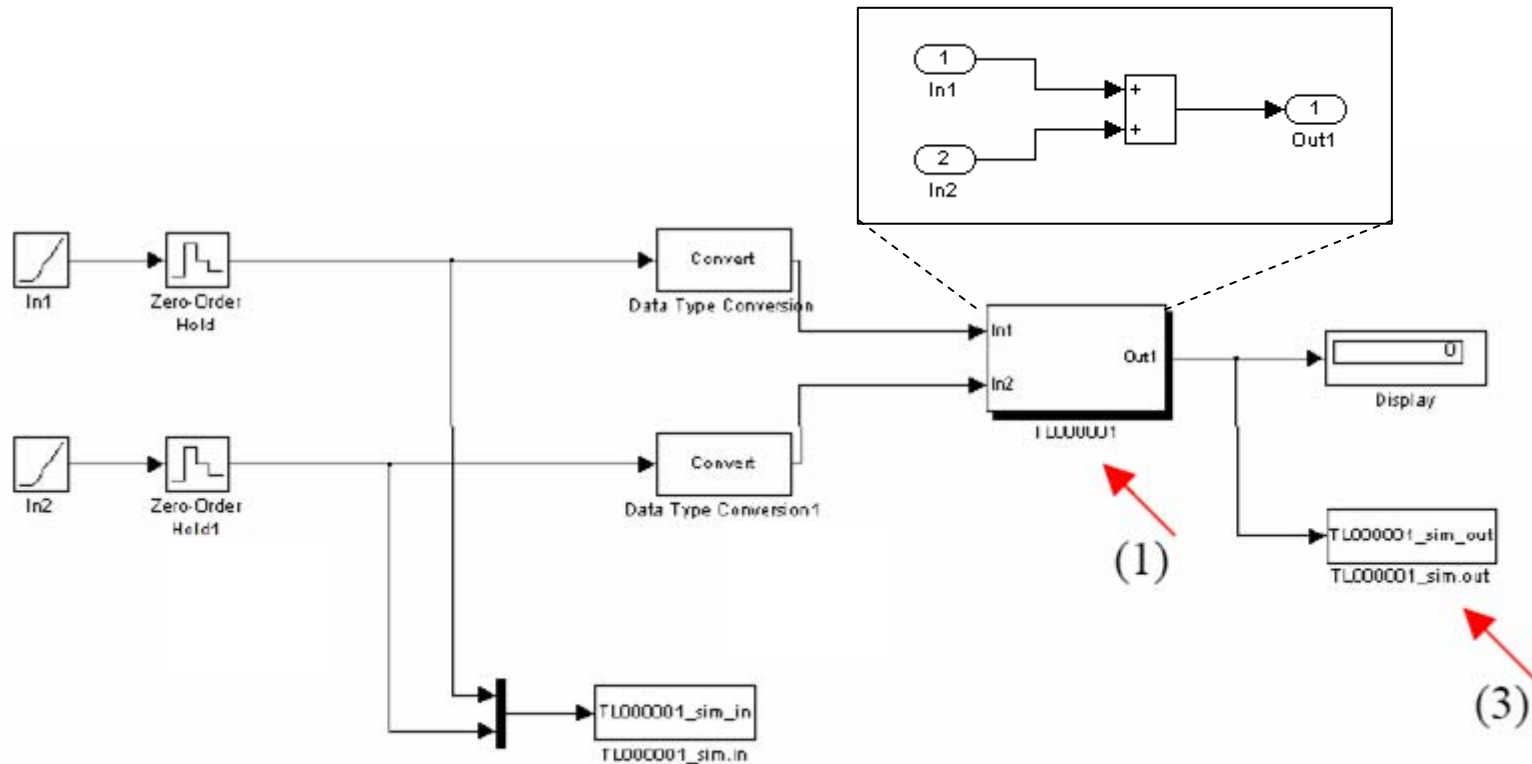 1
In1
+
+
1
Out1
2
In2
In1
Zero-Order
Hold
Convert
Data Type Conversion
In1
Out1
In2
TL000001
0
Display
In2
Zero-Order
Hold1
Convert
Data Type Conversion1
(1)
TL000001_sim_out
TL000001_sim.out
(3)
TL000001_sim_in
TL000001_sim.in